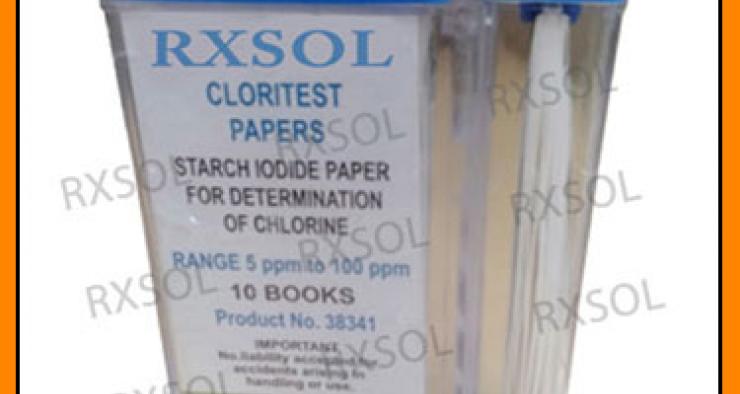 RXSOL
CLORITEST
PAPERS
STARCH IODIDE PAPER
FOR DETERMINATION
OF CHLORINE
RANGE 5 ppm to 100 ppm
10 BOOKS
Product No. 38341
IMPORTANT
No liability accepted for
accidents arising in
handling or use.
RXSOL
RXSOL
RXSOL
RXSOL
RXSOL
RXSOL
RXSOL
RXSOL
RXSOL